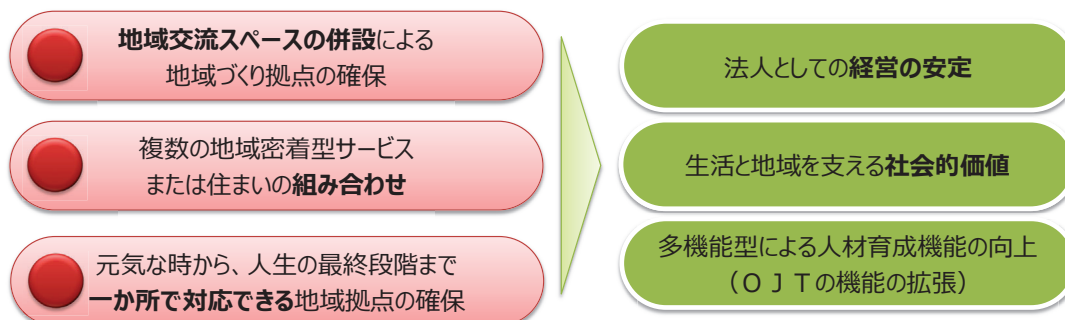 地域交流スペースの併設による
地域づくり拠点の確保
複数の地域密着型サービス
または住まいの組み合わせ
元気な時から、人生の最終段階まで
一か所で対応できる地域拠点の確保
法人としての経営の安定
生活と地域を支える社会的価値
多機能型による人材育成機能の向上
（ＯＪＴの機能の拡張）